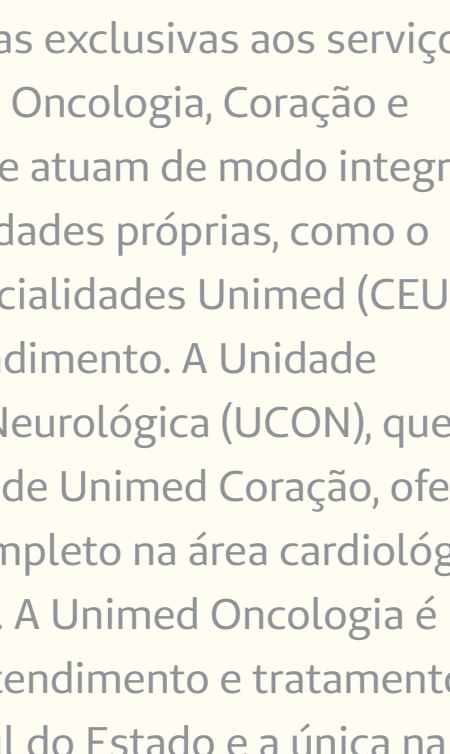 as exclusivas aos serviço
Oncologia, Coração e
e atuam de modo integr
dades próprias, como o
cialidades Unimed (CEU
ndimento. A Unidade
Neurológica (UCON), que
de Unimed Coração, ofe
mpleto na área cardiológ
. A Unimed Oncologia é
tendimento e tratamento
l do Estado e a única na